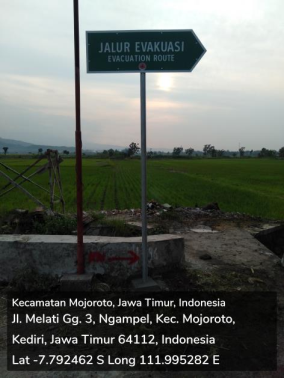 JALUR EVAKUASI
EVACUATION ROUTE
Kecamatan Mojoroto, Jawa Timur, Indonesia
Jl. Melati Gg. 3, Ngampel, Kec. Mojoroto,
Kediri, Jawa Timur 64112, Indonesia
Lat -7.792462 S Long 111.995282 E